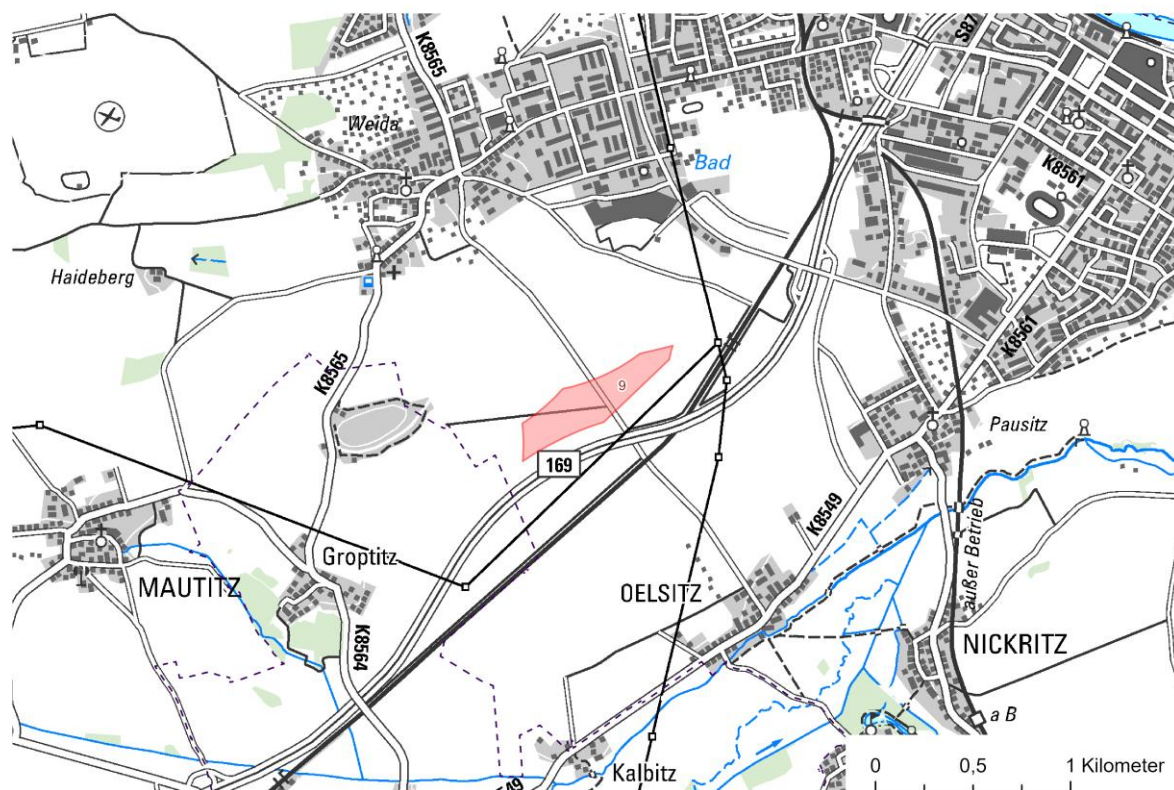 S87
K8565
Weida
Bad
K8561
Haideberg
K8565
9
K8561
Pausitz
169
K8549
außer Betrieb
Groptitz
MAUTITZ
OELSITZ
K8564
NICKRITZ
a B
Kalbitz
49
0 0,5 1 Kilometer